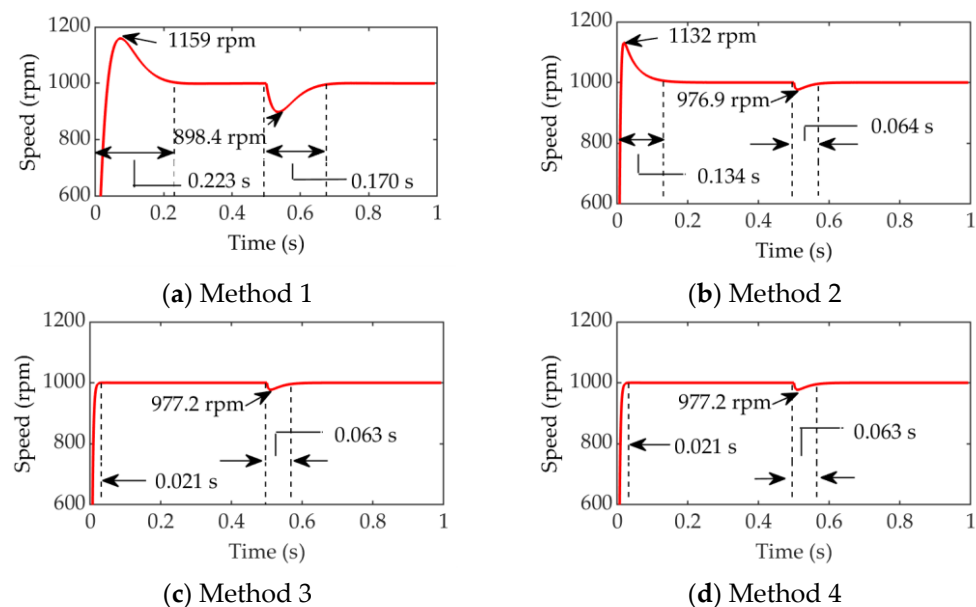 1200
1159 rpm
1000
898.4 rpm
800
0.223 s
0.170 s
600
0 0.2 0.4 0.6 0.8 1
Speed (rpm)
Time (s)
(a) Method 1
1200
1132 rpm
1000
976.9 rpm
0.064 s
800
0.134 s
600
0 0.2 0.4 0.6 0.8 1
Speed (rpm)
Time (s)
(b) Method 2
1200
1000
977.2 rpm
0.063 s
800
0.021 s
600
0 0.2 0.4 0.6 0.8 1
Speed (rpm)
Time (s)
(c) Method 3
1200
1000
977.2 rpm
0.063 s
800
0.021 s
600
0 0.2 0.4 0.6 0.8 1
Speed (rpm)
Time (s)
(d) Method 4